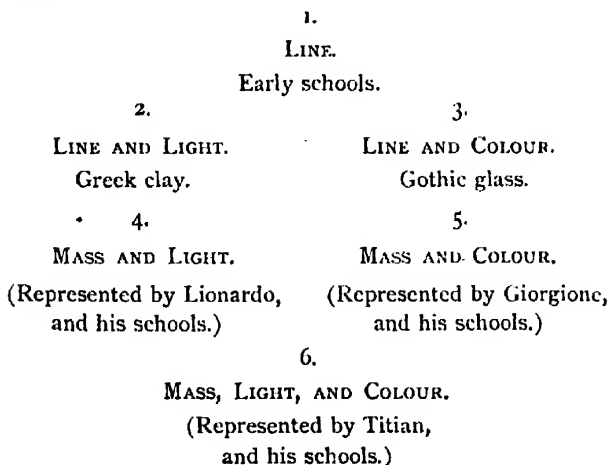 1.
LINE.
Early schools.
2. 3.
LINE AND LIGHT. LINE AND COLOUR.
Greek clay. Gothic glass.
4. 5.
MASS AND LIGHT. MASS AND COLOUR.
(Represented by Lionardo, (Represented by Giorgione,
and his schools.) and his schools.)
6.
MASS, LIGHT, AND COLOUR.
(Represented by Titian,
and his schools.)